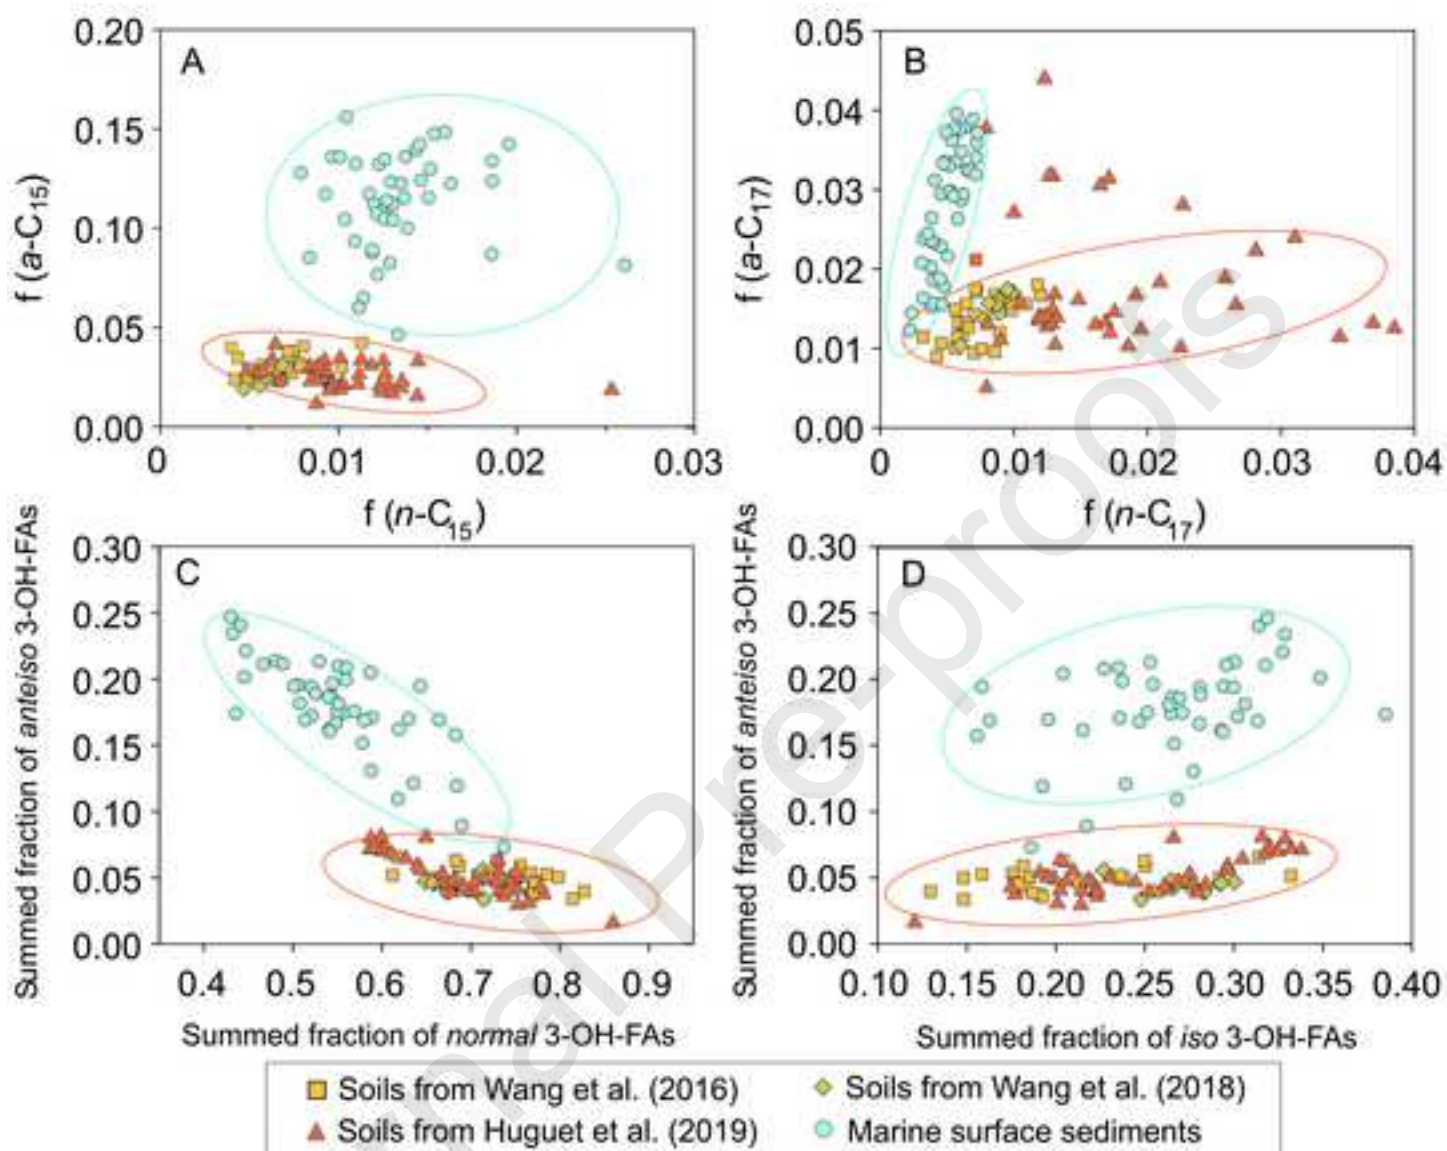 A
0.20
0.15
0.10
0.05
0.00
f (a-C15)
0
0.01
0.02
0.03
f (n-C15)
B
0.05
0.04
0.03
0.02
0.01
0.00
f (a-C17)
0
0.01
0.02
0.03
0.04
f (n-C17)
C
0.30
0.25
0.20
0.15
0.10
0.05
0.00
Summed fraction of anteiso 3-OH-FAs
0.4
0.5
0.6
0.7
0.8
0.9
Summed fraction of normal 3-OH-FAs
D
0.30
0.25
0.20
0.15
0.10
0.05
0.00
Summed fraction of anteiso 3-OH-FAs
0.10
0.15
0.20
0.25
0.30
0.35
0.40
Summed fraction of iso 3-OH-FAs
Soils from Wang et al. (2016)
Soils from Wang et al. (2018)
Soils from Huguet et al. (2019)
Marine surface sediments
nal Pre-proofs